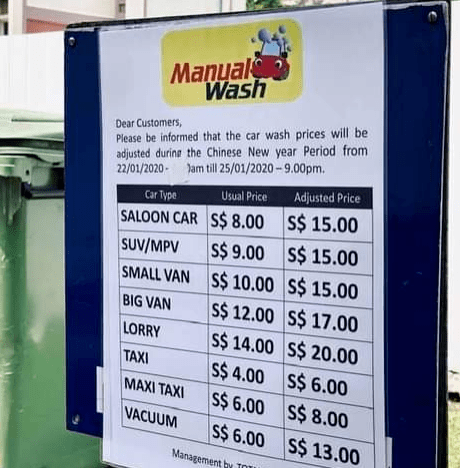 Manual
Wash
Dear Customers,
Please be informed that the car wash prices will be
adjusted during the Chinese New year Period from
22/01/2020 - till 25/01/2020 – 9.00pm.
Car Type Usual Price Adjusted Price
SALOON CAR S$ 8.00 S$ 15.00
SUV/MPV S$ 9.00 S$ 15.00
SMALL VAN S$ 10.00 S$ 15.00
BIG VAN S$ 12.00 S$ 17.00
LORRY S$ 14.00 S$ 20.00
TAXI S$ 4.00 S$ 6.00
MAXI TAXI S$ 6.00 S$ 8.00
VACUUM S$ 6.00 S$ 13.00
Management by